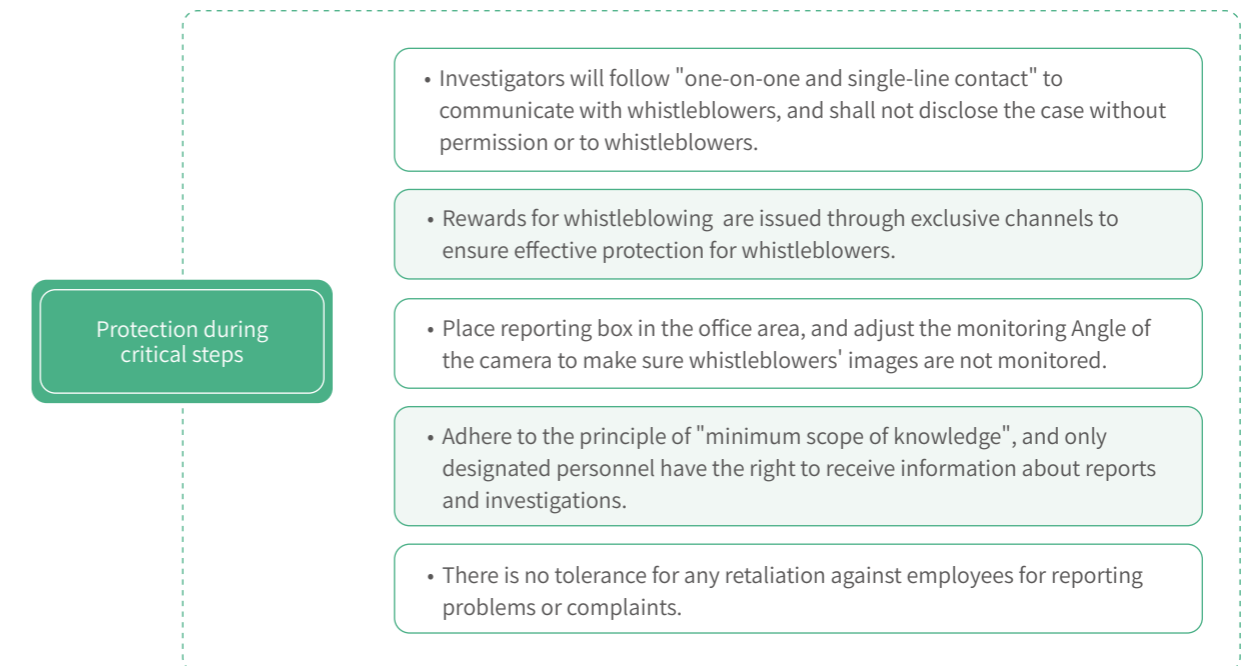 Protection during
critical steps
• Investigators will follow "one-on-one and single-line contact" to
communicate with whistleblowers, and shall not disclose the case without
permission or to whistleblowers.
• Rewards for whistleblowing  are issued through exclusive channels to
ensure effective protection for whistleblowers.
• Place reporting box in the office area, and adjust the monitoring Angle of
the camera to make sure whistleblowers' images are not monitored.
• Adhere to the principle of "minimum scope of knowledge", and only
designated personnel have the right to receive information about reports
and investigations.
• There is no tolerance for any retaliation against employees for reporting
problems or complaints.